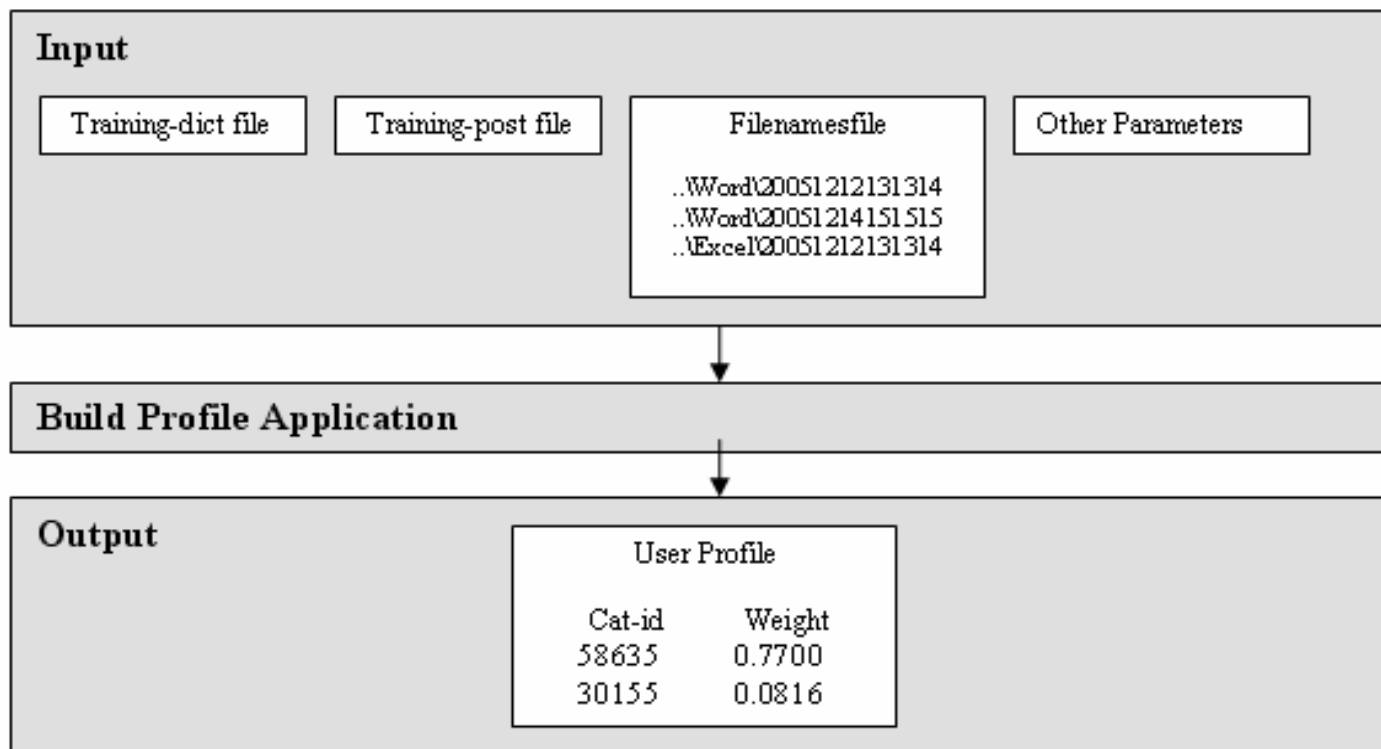 Input
Training-dict file
Training-post file
Filenamesfile
Other Parameters
..\Word\20051212131314
..\Word\20051214151515
..\Excel\20051212131314
Build Profile Application
Output
User Profile
Cat-id Weight
58635 0.7700
30155 0.0816